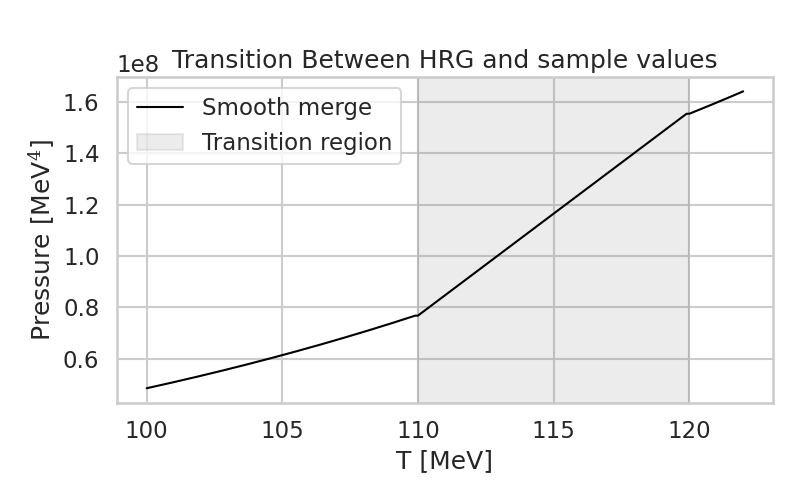 1e8
Transition Between HRG and sample values
Smooth merge
Transition region
Pressure [MeV⁴]
1.6
1.4
1.2
1.0
0.8
0.6
100 105 110 115 120
T [MeV]